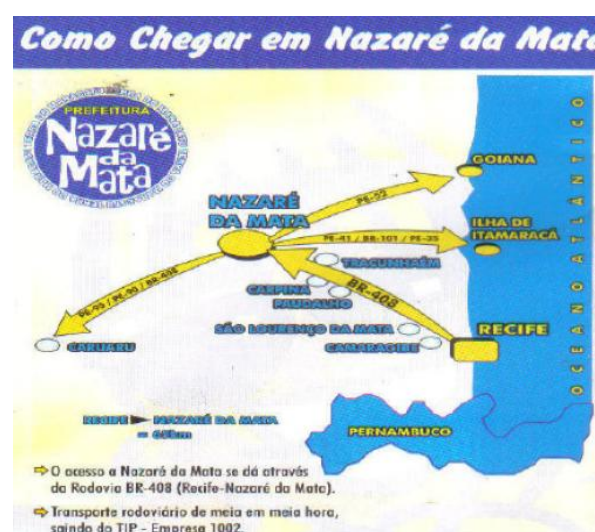 Como Chegar em Nazaré da Mata
PREFEITURA
Nazaré
da
Mata
GOIANA
PE-52
NAZARÉ
DA MATA
ILHA DE
ITAMARACÁ
PE-41 / BR-101 / PE-35
TRACUNHAÉM
CARPINA
PAUDALHO
BR-408
SÃO LOURENÇO DA MATA
CAMARAGIBE
RECIFE
CARUARU
OCEANO ATLÂNTICO
RECIFE NAZARÉ DA MATA
= 65km
PERNAMBUCO
O acesso a Nazaré da Mata se dá através
da Rodovia BR-408 (Recife-Nazaré da Mata).
Transporte rodoviário de meia em meia hora,
saindo do TIP - Empresa 1002.